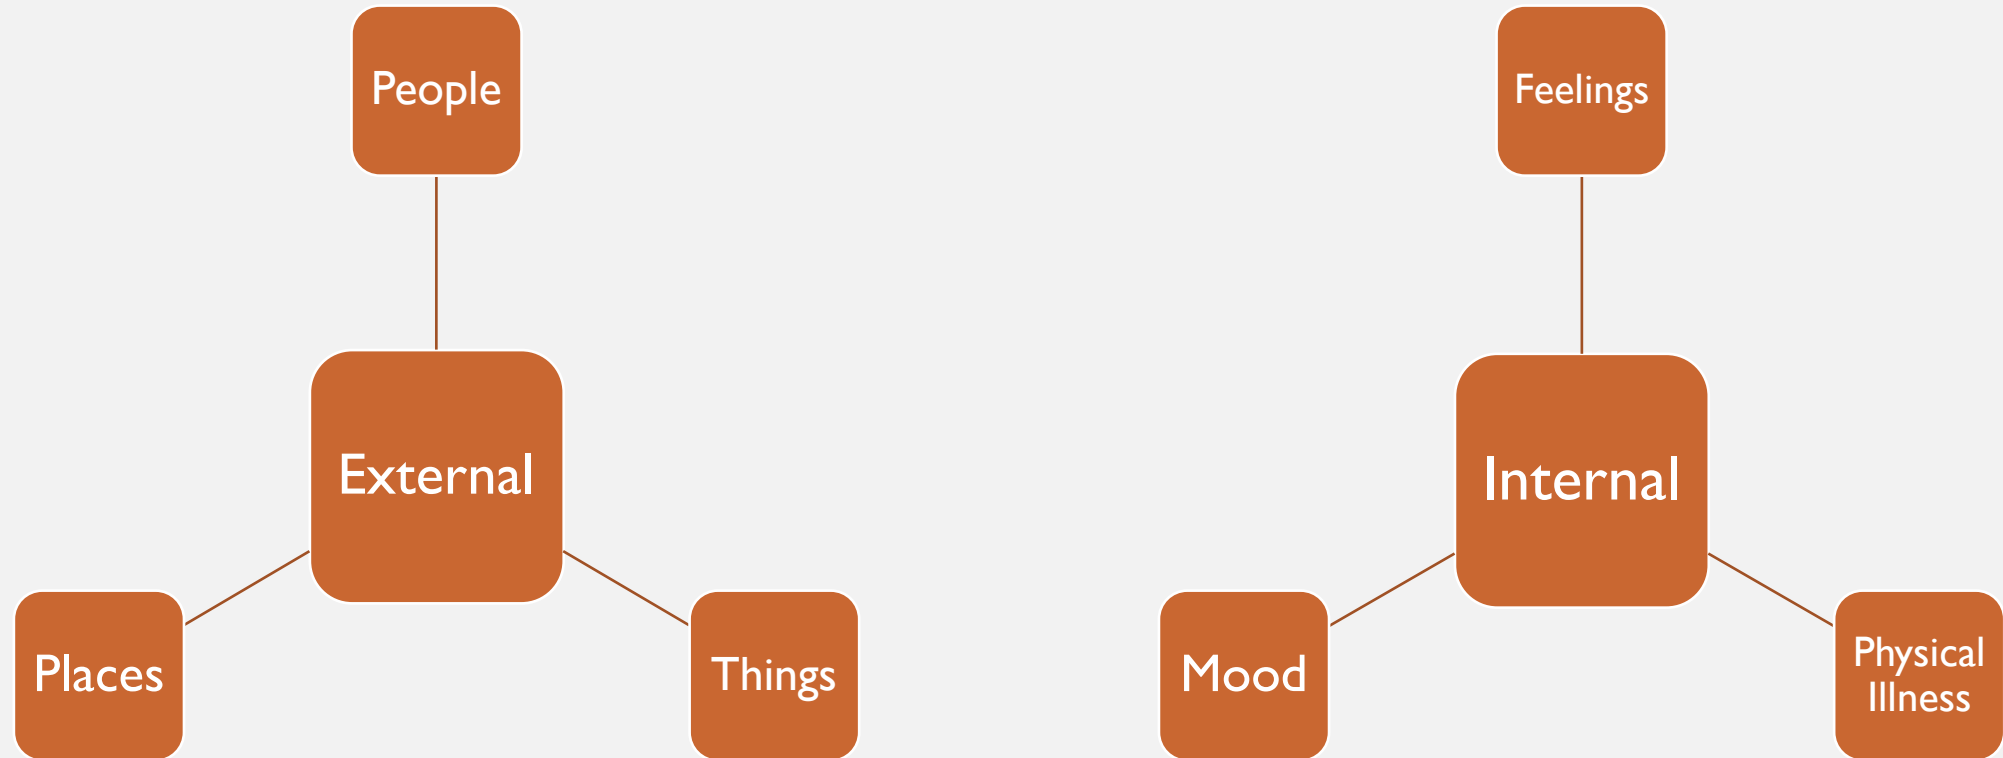 People
External
Places
Things
Feelings
Internal
Mood
Physical
Illness